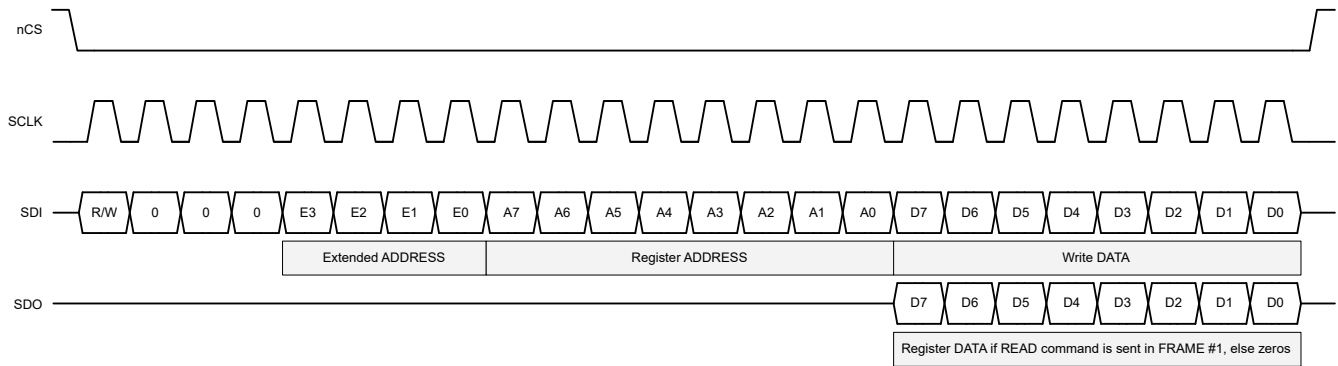 nCS
SCLK
SDI R/W 0 0 0 E3 E2 E1 E0 A7 A6 A5 A4 A3 A2 A1 A0 D7 D6 D5 D4 D3 D2 D1 D0
Extended ADDRESS Register ADDRESS Write DATA
SDO D7 D6 D5 D4 D3 D2 D1 D0
Register DATA if READ command is sent in FRAME #1, else zeros